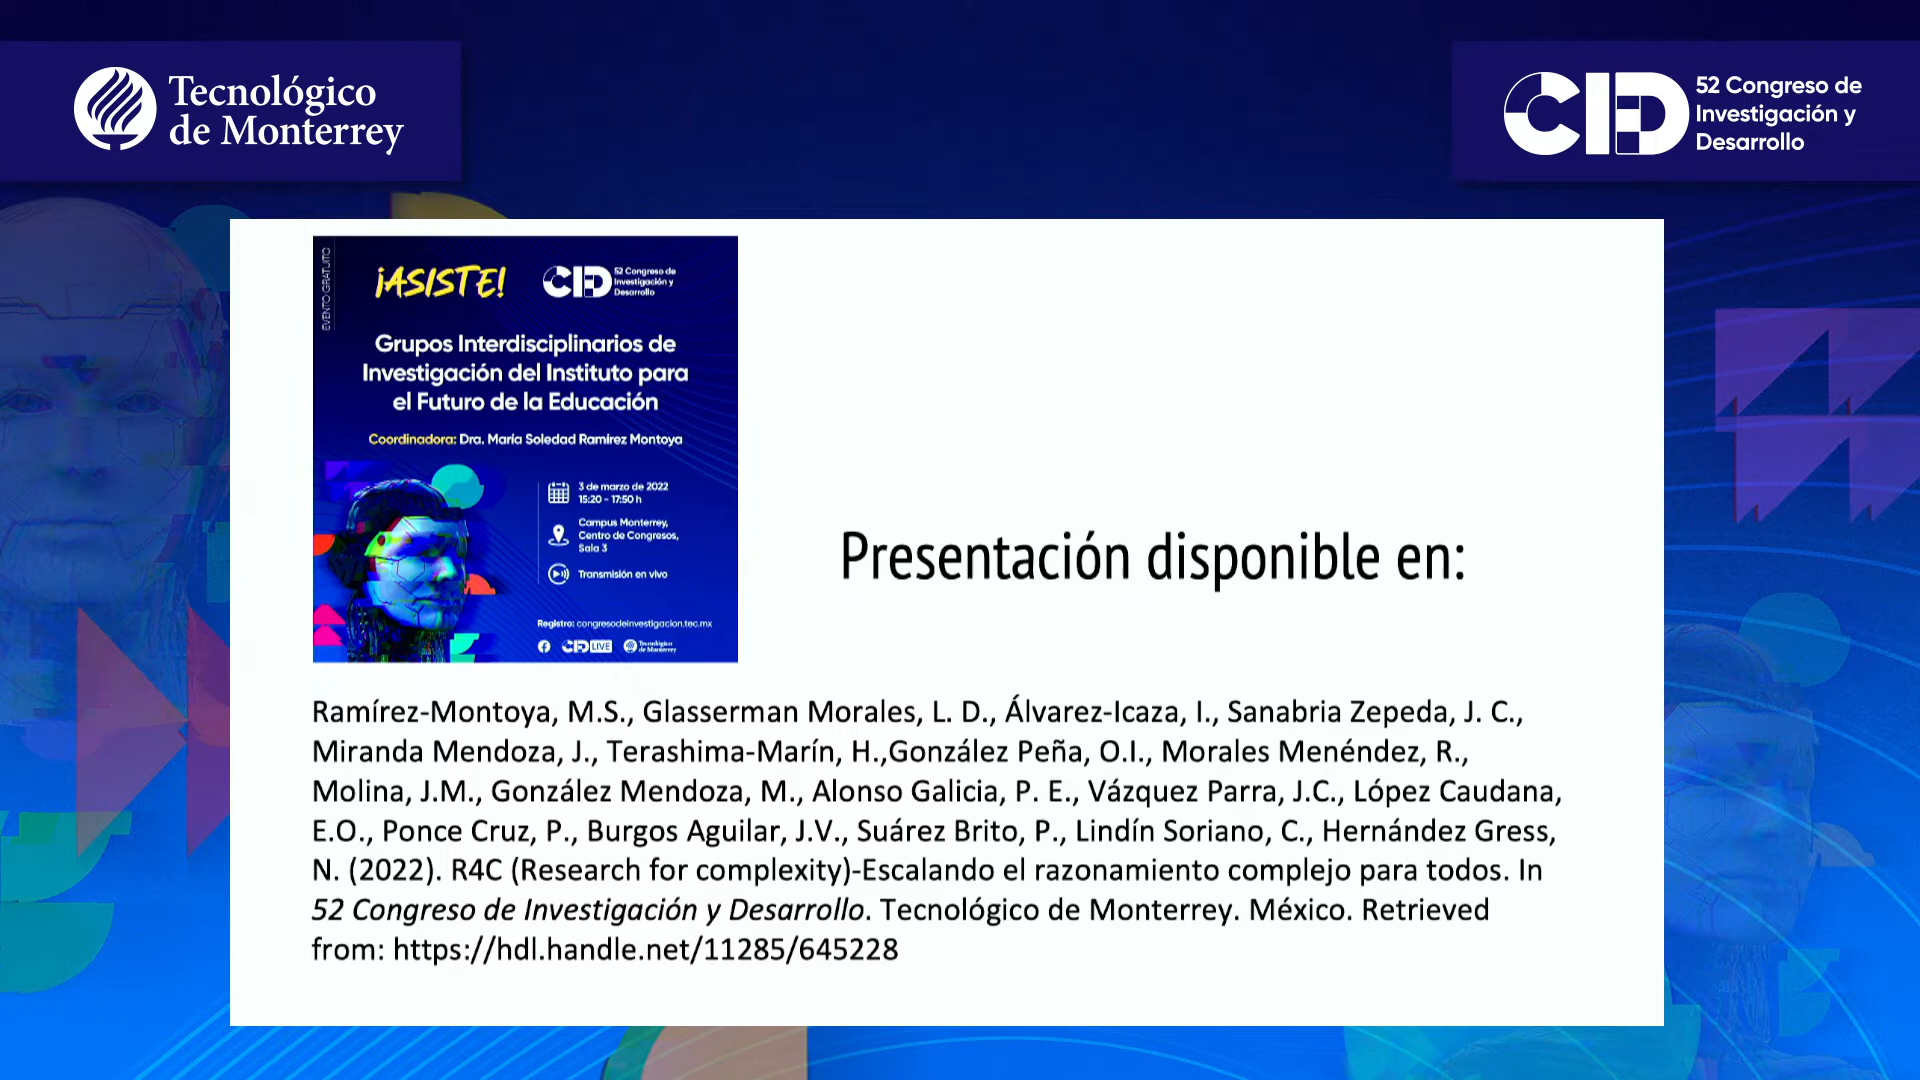 Tecnológico
de Monterrey
CID
52 Congreso de
Investigación y
Desarrollo
EVENTO GRATUITO
¡ASISTE!
CID
52 Congreso de
Investigación y
Desarrollo
Grupos Interdisciplinarios de
Investigación del Instituto para
el Futuro de la Educación
Coordinadora: Dra. María Soledad Ramírez Montoya
3 de marzo de 2022
15:20 - 17:50 h
Campus Monterrey,
Centro de Congresos,
Sala 3
Transmisión en vivo
Registro: congresodeinvestigacion.tec.mx
CID LIVE
Tecnológico
de Monterrey
Presentación disponible en:
Ramírez-Montoya, M.S., Glasserman Morales, L. D., Álvarez-Icaza, I., Sanabria Zepeda, J. C.,
Miranda Mendoza, J., Terashima-Marín, H.,González Peña, O.I., Morales Menéndez, R.,
Molina, J.M., González Mendoza, M., Alonso Galicia, P. E., Vázquez Parra, J.C., López Caudana,
E.O., Ponce Cruz, P., Burgos Aguilar, J.V., Suárez Brito, P., Lindín Soriano, C., Hernández Gress,
N. (2022). R4C (Research for complexity)-Escalando el razonamiento complejo para todos. In
52 Congreso de Investigación y Desarrollo. Tecnológico de Monterrey. México. Retrieved
from: https://hdl.handle.net/11285/645228